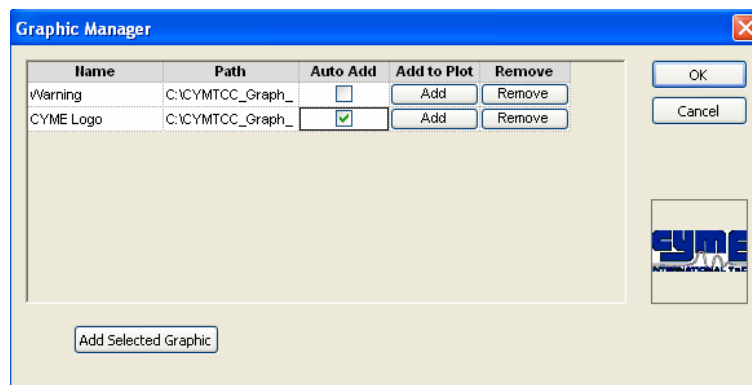 Graphic Manager
Name Path Auto Add Add to Plot Remove
Warning C:\CYMTCC_Graph_ Add Remove
CYME Logo C:\CYMTCC_Graph_ Add Remove
OK
Cancel
CYME
INTERNATIONAL T&D
Add Selected Graphic